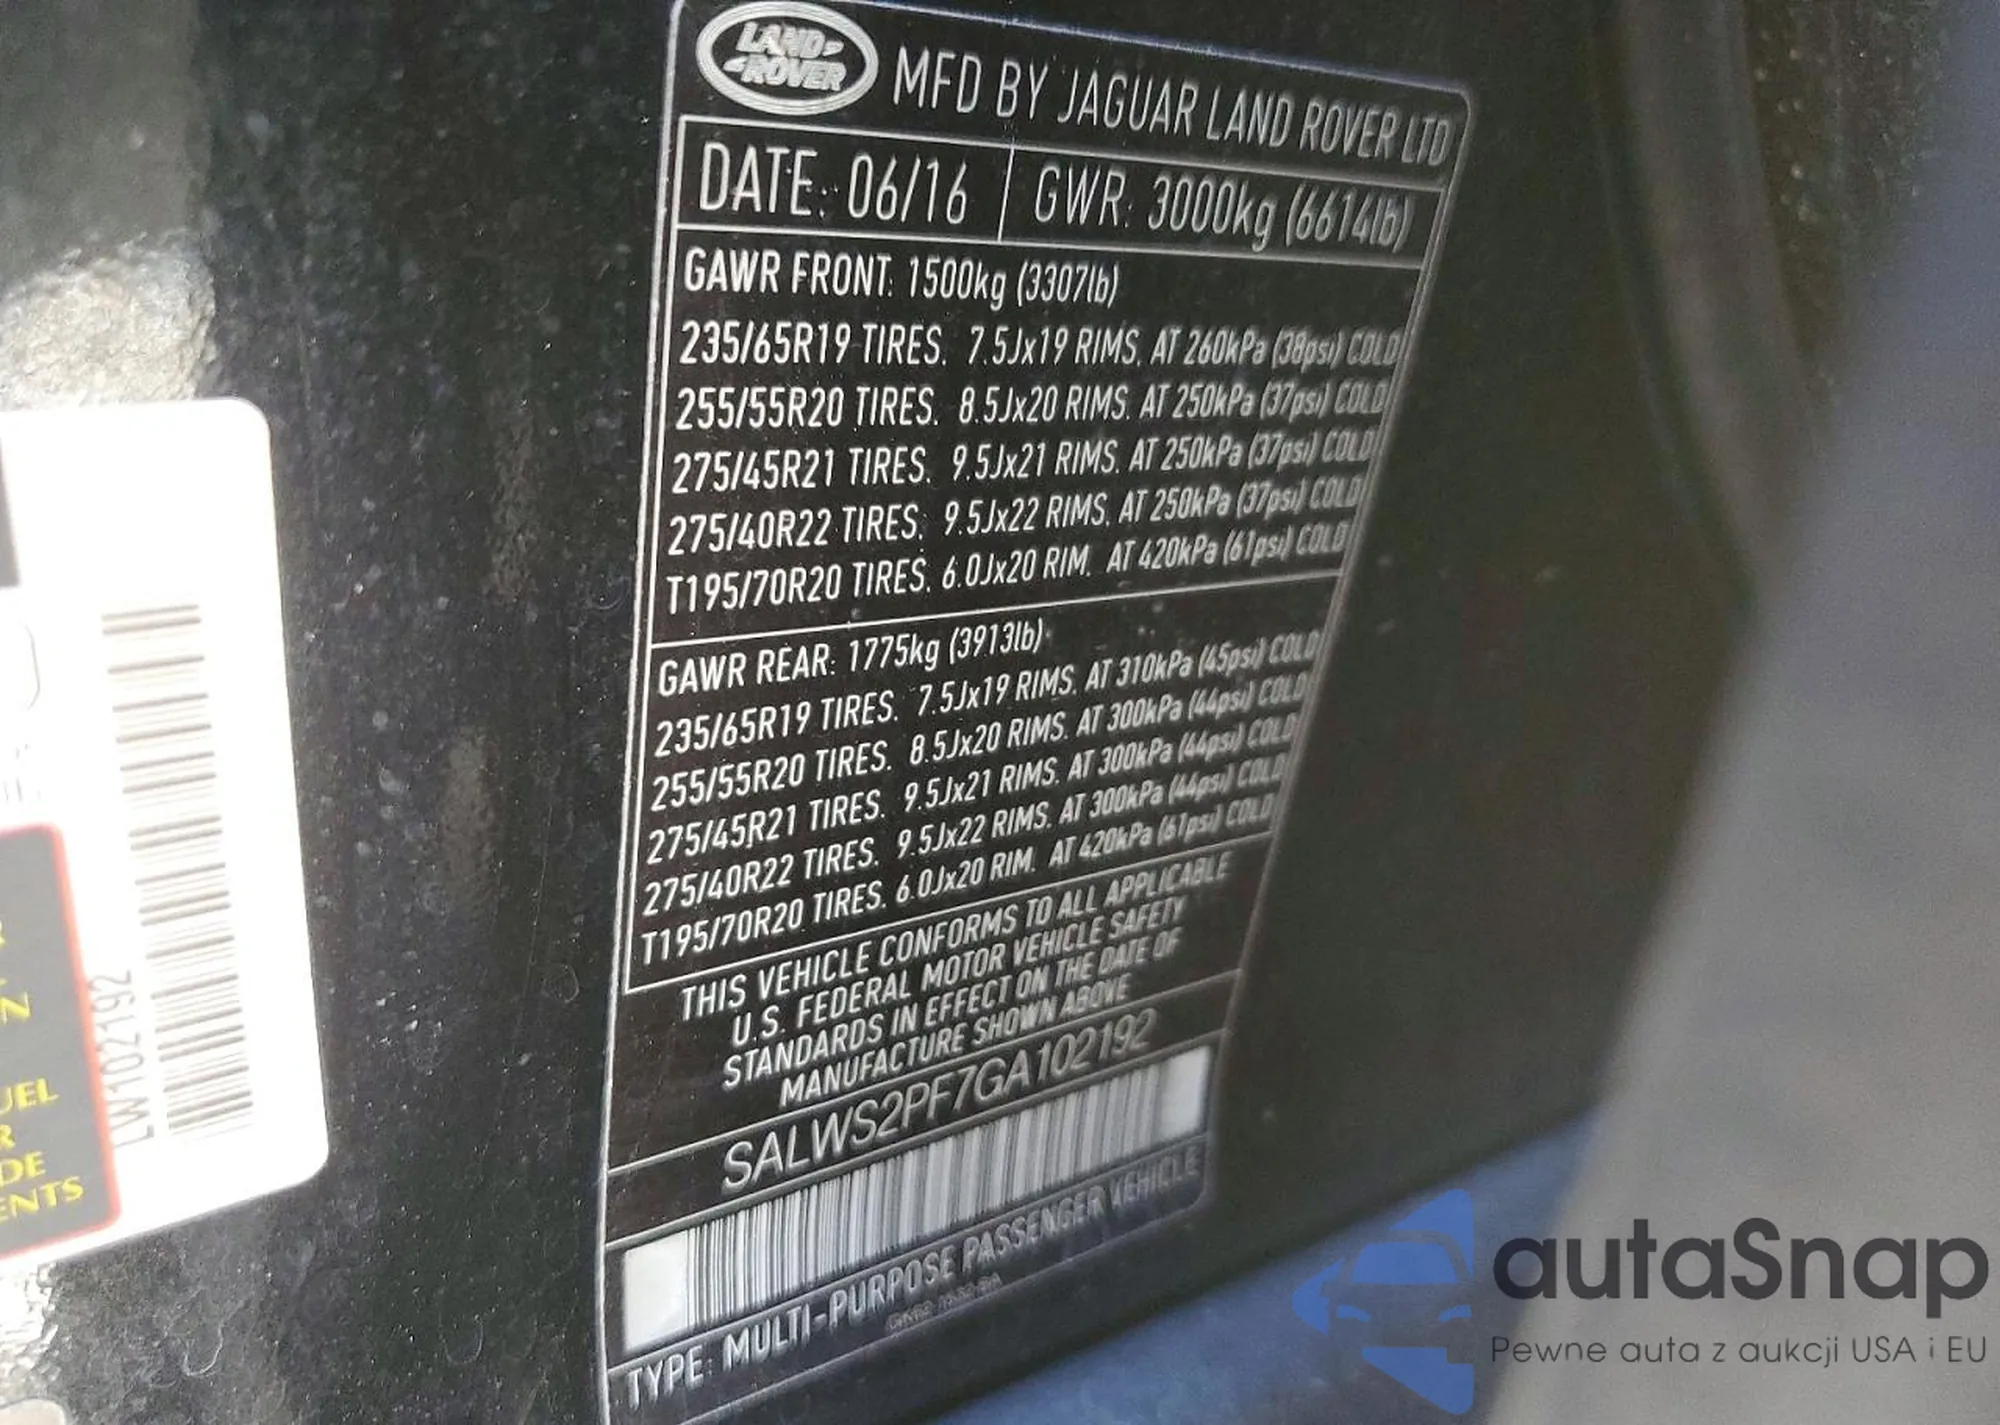 LAND-
-ROVER
MFD BY JAGUAR LAND ROVER LTD
DATE: 06/16 GWR: 3000kg (6614lb)
GAWR FRONT: 1500kg (3307lb)
235/65R19 TIRES. 7.5Jx19 RIMS. AT 260kPa (38psi) COLD
255/55R20 TIRES. 8.5Jx20 RIMS. AT 250kPa (37psi) COLD
275/45R21 TIRES. 9.5Jx21 RIMS. AT 250kPa (37psi) COLD
275/40R22 TIRES. 9.5Jx22 RIMS. AT 250kPa (37psi) COLD
T195/70R20 TIRES. 6.0Jx20 RIM. AT 420kPa (61psi) COLD
GAWR REAR: 1775kg (3913lb)
235/65R19 TIRES. 7.5Jx19 RIMS. AT 310kPa (45psi) COLD
255/55R20 TIRES. 8.5Jx20 RIMS. AT 300kPa (44psi) COLD
275/45R21 TIRES. 9.5Jx21 RIMS. AT 300kPa (44psi) COLD
275/40R22 TIRES. 9.5Jx22 RIMS. AT 300kPa (44psi) COLD
T195/70R20 TIRES. 6.0Jx20 RIM. AT 420kPa (61psi) COLD
THIS VEHICLE CONFORMS TO ALL APPLICABLE
U.S. FEDERAL MOTOR VEHICLE SAFETY
STANDARDS IN EFFECT ON THE DATE OF
MANUFACTURE SHOWN ABOVE
SALWS2PF7GA102192
TYPE: MULTI-PURPOSE PASSENGER VEHICLE
LW102192
UEL
R
DE
ENTS
autaSnap
Pewne auta z aukcji USA i EU